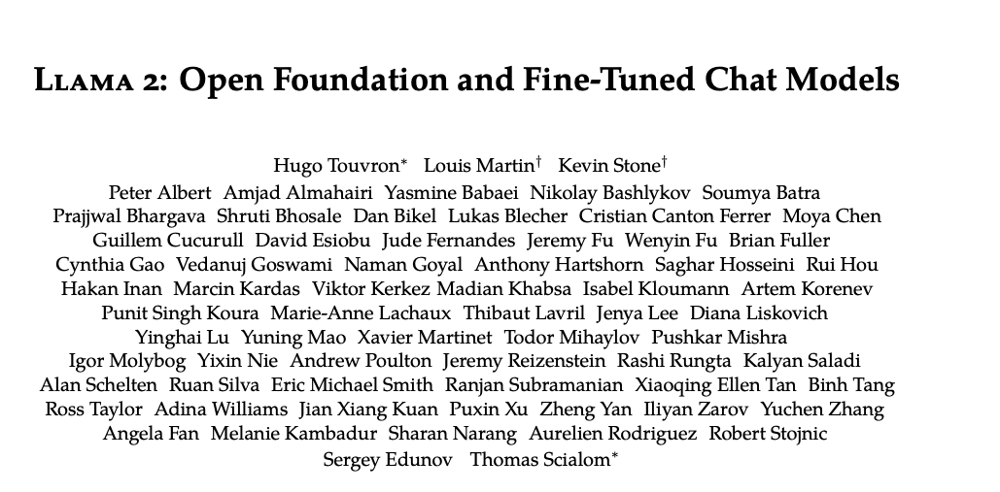 Llama 2: Open Foundation and Fine-Tuned Chat Models
Hugo Touvron* Louis Martin† Kevin Stone†
Peter Albert Amjad Almahairi Yasmine Babaei Nikolay Bashlykov Soumya Batra
Prajjwal Bhargava Shruti Bhosale Dan Bikel Lukas Blecher Cristian Canton Ferrer Moya Chen
Guillem Cucurull David Esiobu Jude Fernandes Jeremy Fu Wenyin Fu Brian Fuller
Cynthia Gao Vedanuj Goswami Naman Goyal Anthony Hartshorn Saghar Hosseini Rui Hou
Hakan Inan Marcin Kardas Viktor Kerkez Madian Khabsa Isabel Kloumann Artem Korenev
Punit Singh Koura Marie-Anne Lachaux Thibaut Lavril Jenya Lee Diana Liskovich
Yinghai Lu Yuning Mao Xavier Martinet Todor Mihaylov Pushkar Mishra
Igor Molybog Yixin Nie Andrew Poulton Jeremy Reizenstein Rashi Rungta Kalyan Saladi
Alan Schelten Ruan Silva Eric Michael Smith Ranjan Subramanian Xiaoqing Ellen Tan Binh Tang
Ross Taylor Adina Williams Jian Xiang Kuan Puxin Xu Zheng Yan Iliyan Zarov Yuchen Zhang
Angela Fan Melanie Kambadur Sharan Narang Aurelien Rodriguez Robert Stojnic
Sergey Edunov Thomas Scialom*